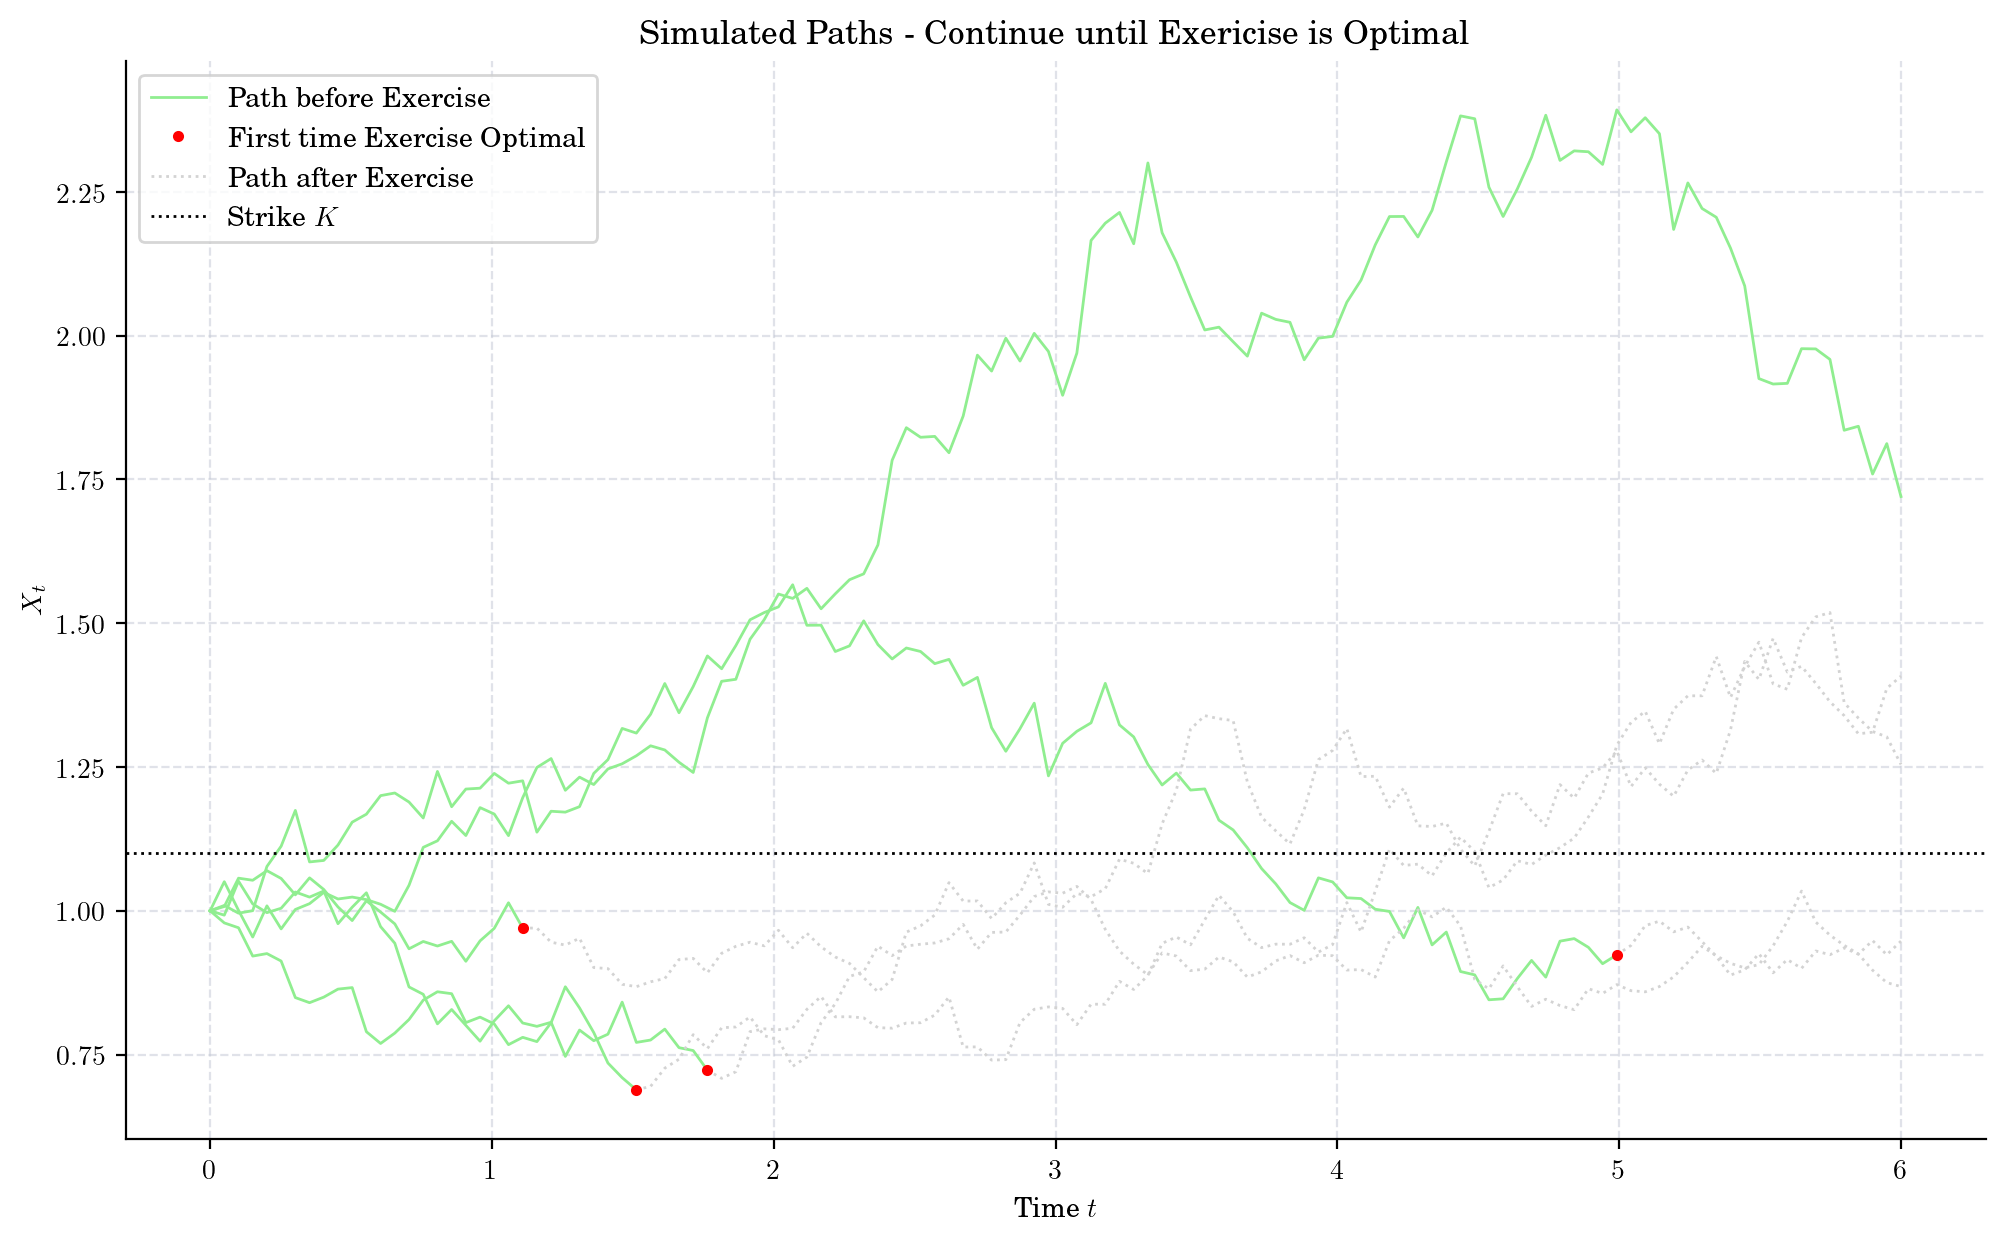 Simulated Paths - Continue until Exericise is Optimal
Path before Exercise
First time Exercise Optimal
Path after Exercise
Strike K
2.25
2.00
1.75
1.50
1.25
1.00
0.75
X_t
0 1 2 3 4 5 6
Time t